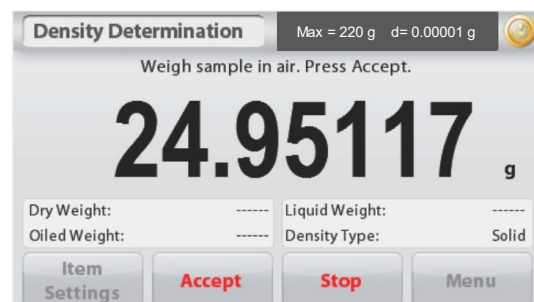 Density Determination Max = 220 g d= 0.00001 g
Weigh sample in air. Press Accept.
24.95117 g
Dry Weight: ------ Liquid Weight: ------
Oiled Weight: ------ Density Type: Solid
Item Settings Accept Stop Menu